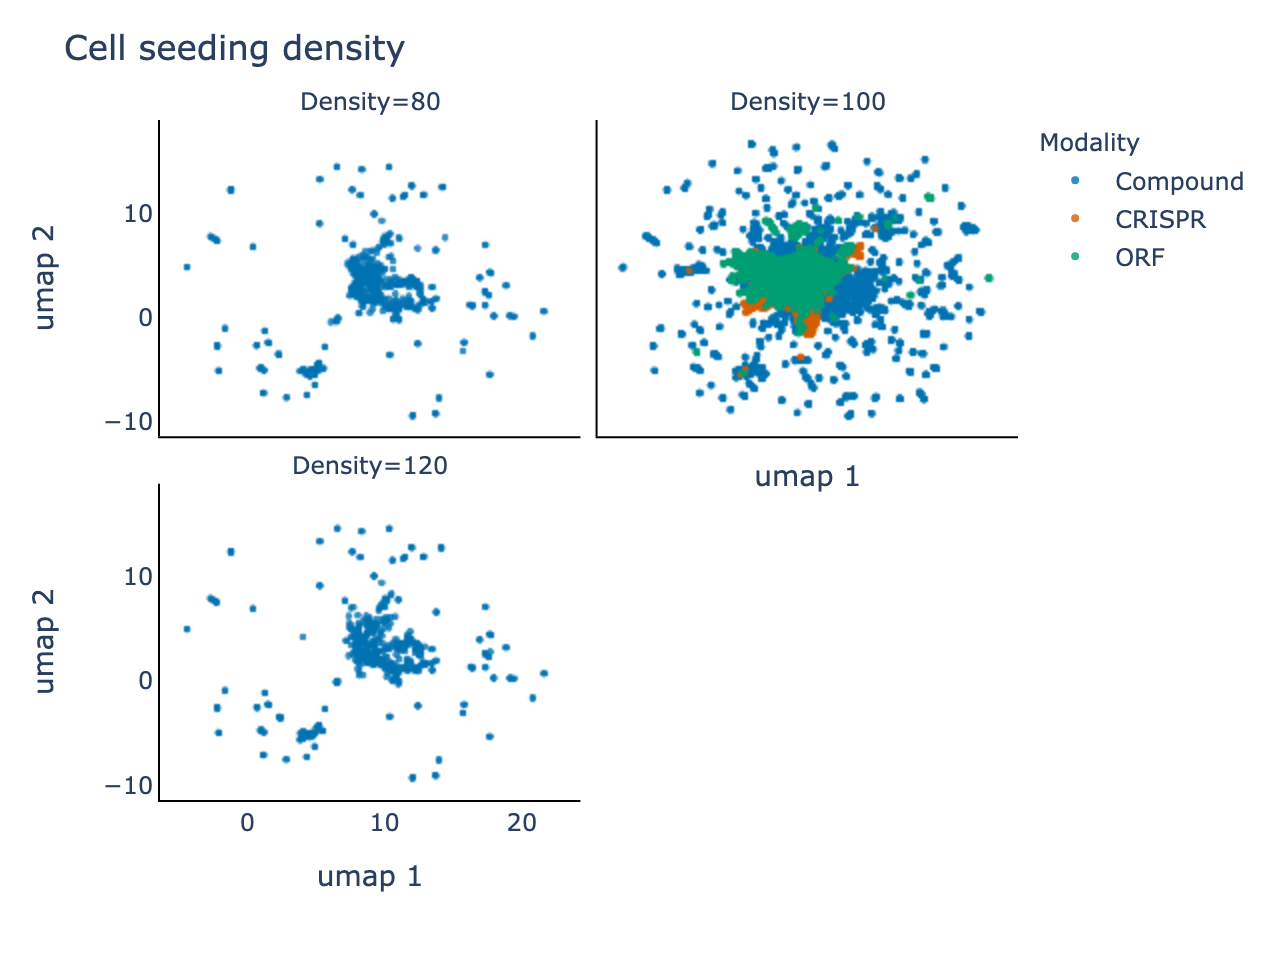 Cell seeding density
Density=80
Density=100
Modality
Compound
CRISPR
ORF
umap 2
10
0
−10
umap 1
Density=120
umap 2
10
0
−10
0 10 20
umap 1